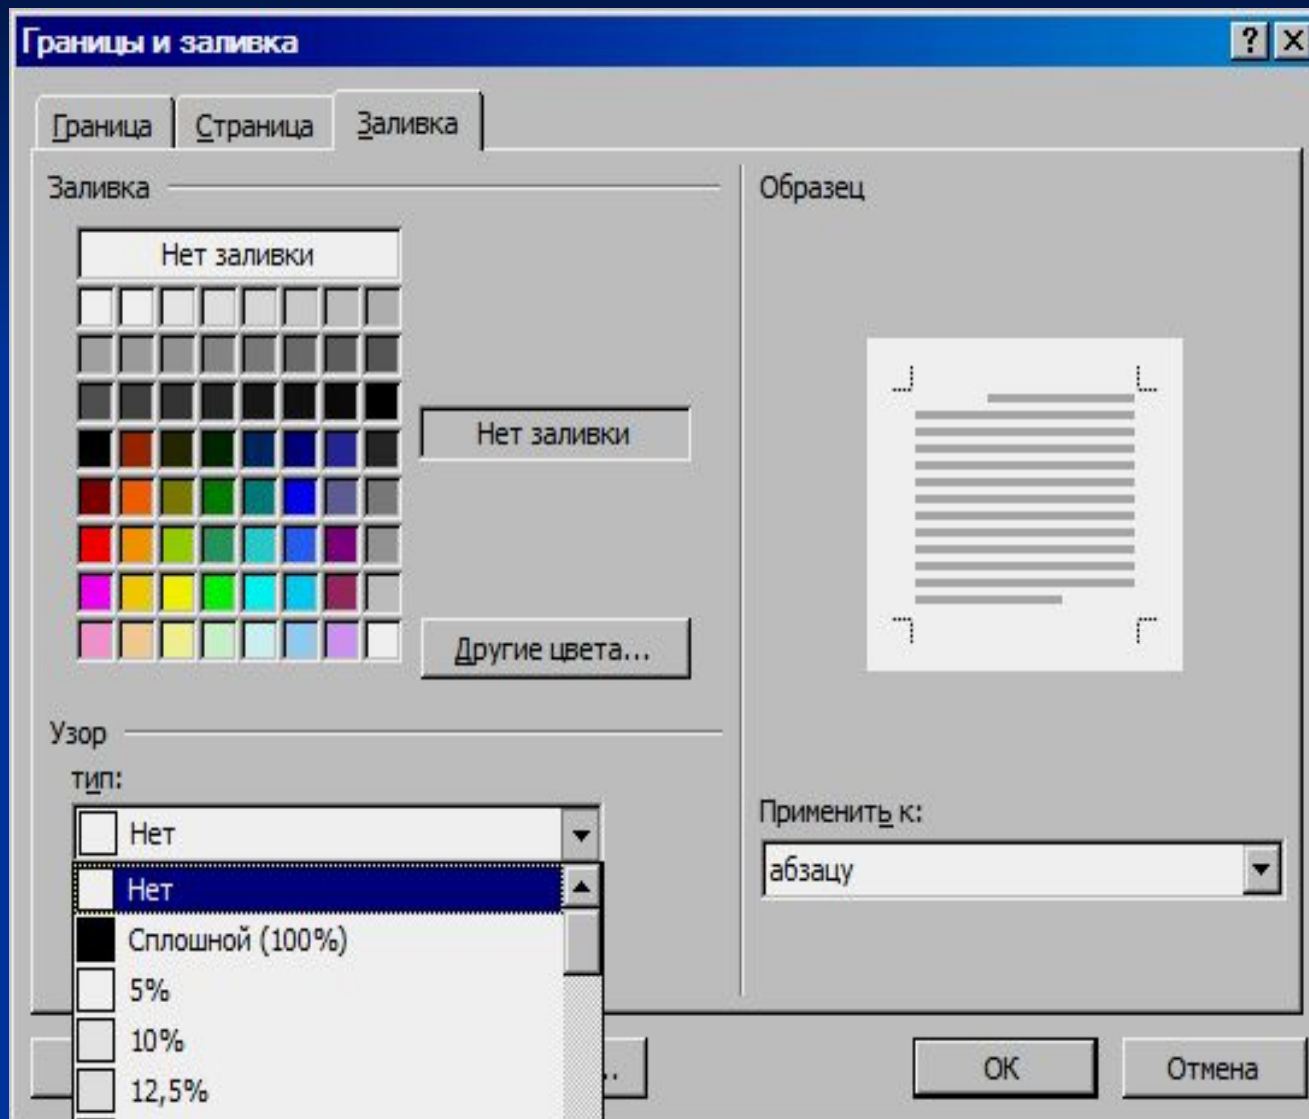 Границы и заливка
Граница Страница Заливка
Заливка
Нет заливки
Нет заливки
Другие цвета...
Узор
тип:
Нет
Нет
Сплошной (100%)
5%
10%
12,5%
Образец
Применить к:
абзацу
ОК Отмена